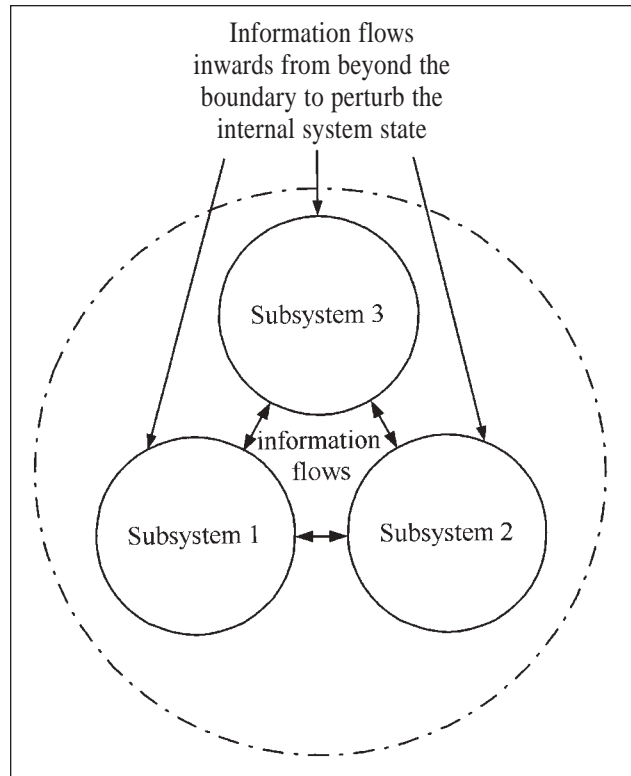 Information flows
inwards from beyond the
boundary to perturb the
internal system state
Subsystem 3
information
flows
Subsystem 1
Subsystem 2